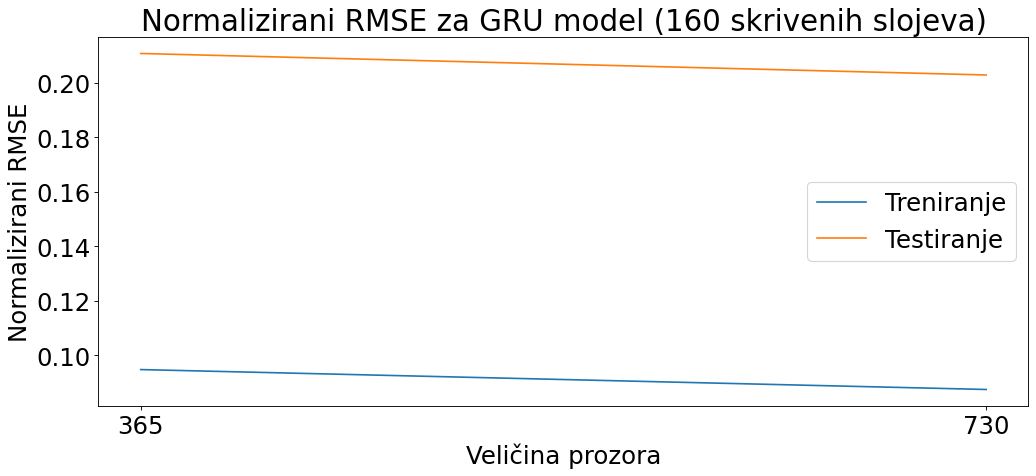 Normalizirani RMSE za GRU model (160 skrivenih slojeva)
Normalizirani RMSE
0.20
0.18
0.16
0.14
0.12
0.10
Treniranje
Testiranje
365
730
Veličina prozora